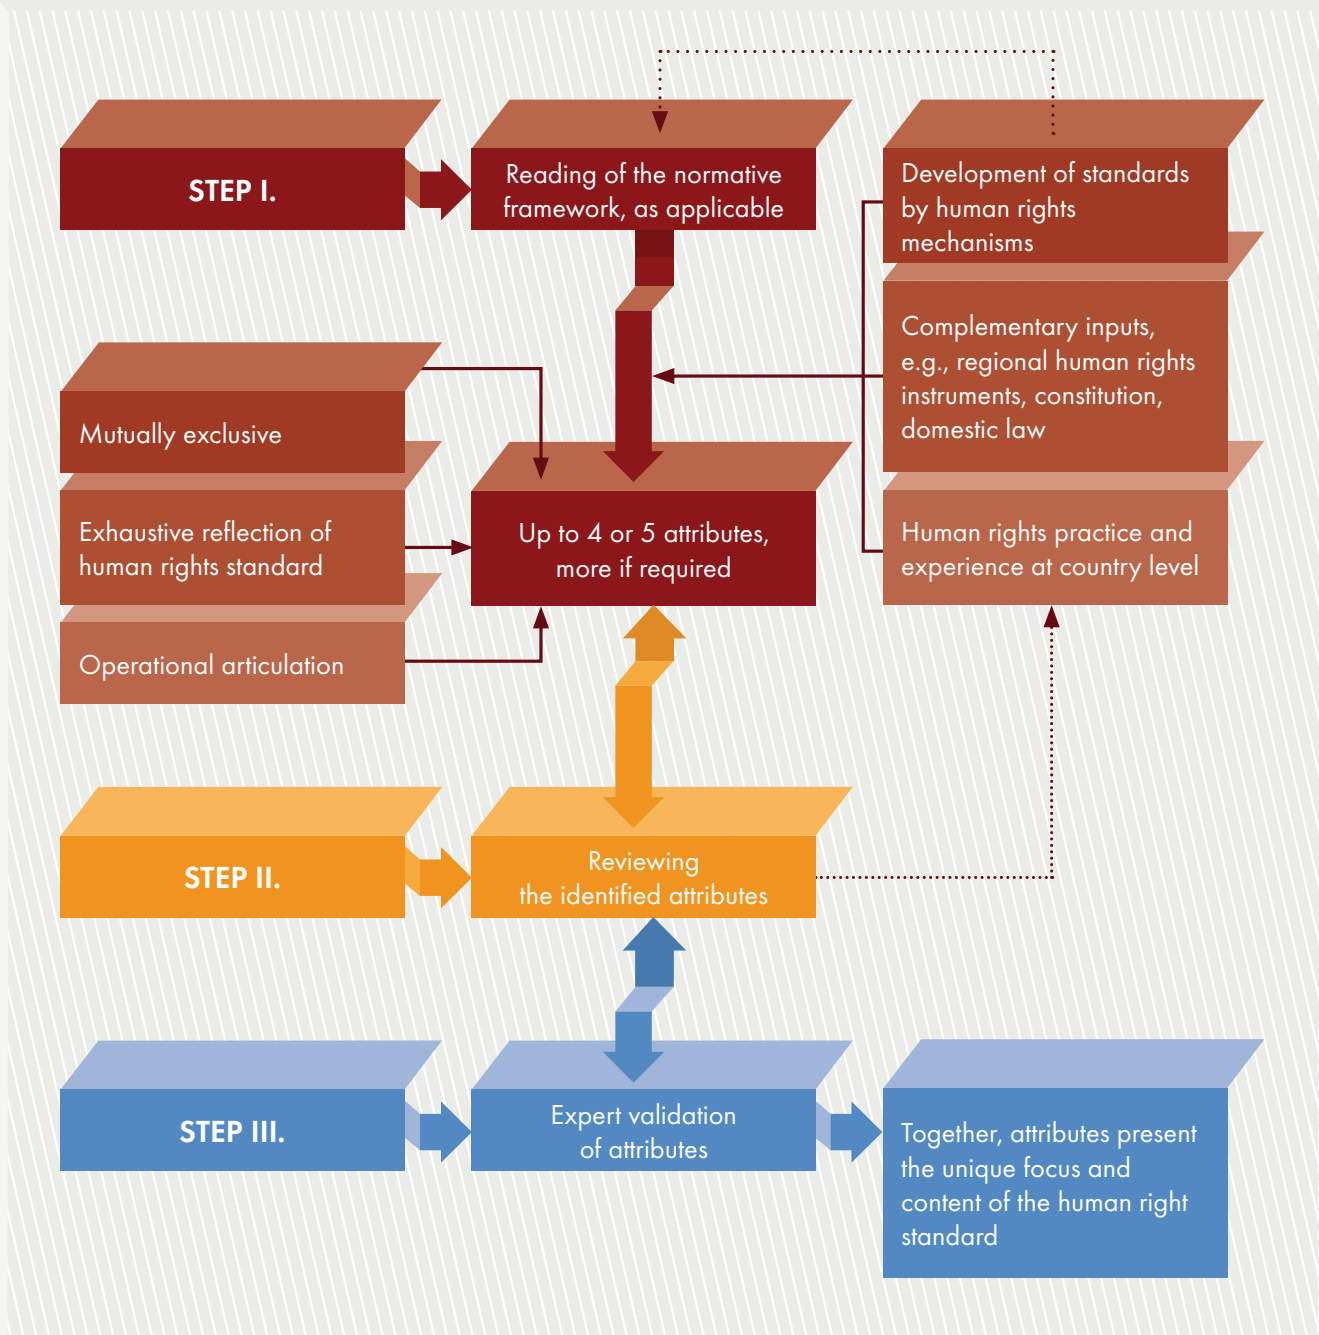 STEP I.
Reading of the normative
framework, as applicable
Development of standards
by human rights
mechanisms
Complementary inputs,
e.g., regional human rights
instruments, constitution,
domestic law
Human rights practice and
experience at country level
Mutually exclusive
Exhaustive reflection of
human rights standard
Operational articulation
Up to 4 or 5 attributes,
more if required
STEP II.
Reviewing
the identified attributes
STEP III.
Expert validation
of attributes
Together, attributes present
the unique focus and
content of the human right
standard